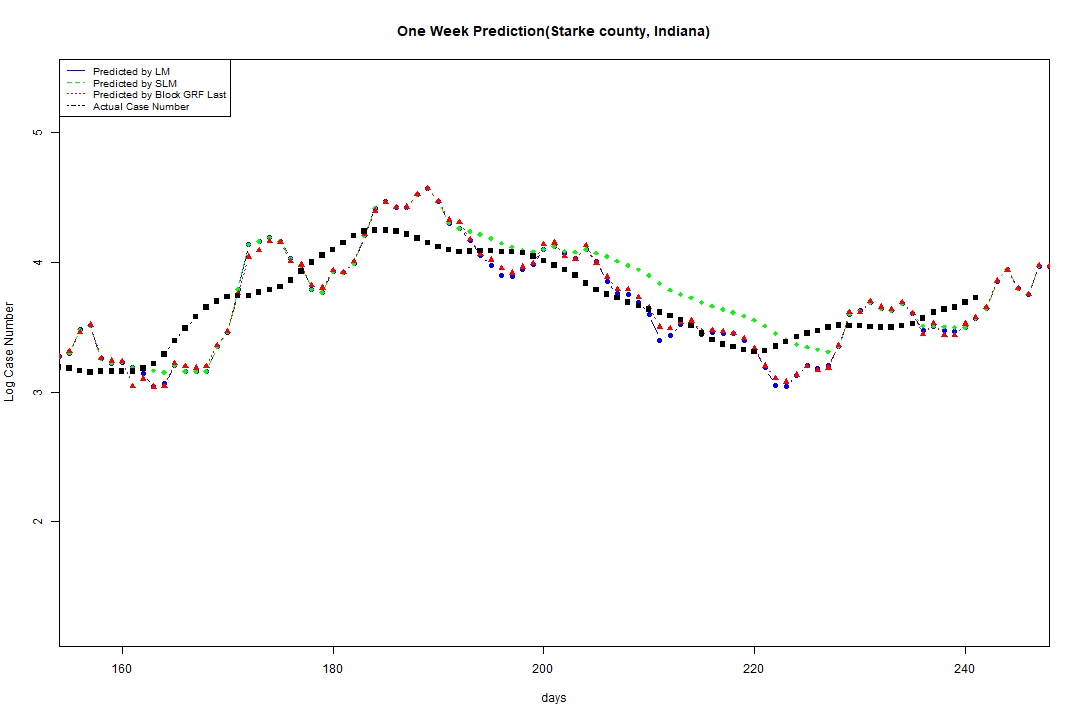 One Week Prediction(Starke county, Indiana)
Predicted by LM
Predicted by SLM
Predicted by Block GRF Last
Actual Case Number
5
4
3
2
Log Case Number
160 180 200 220 240
days